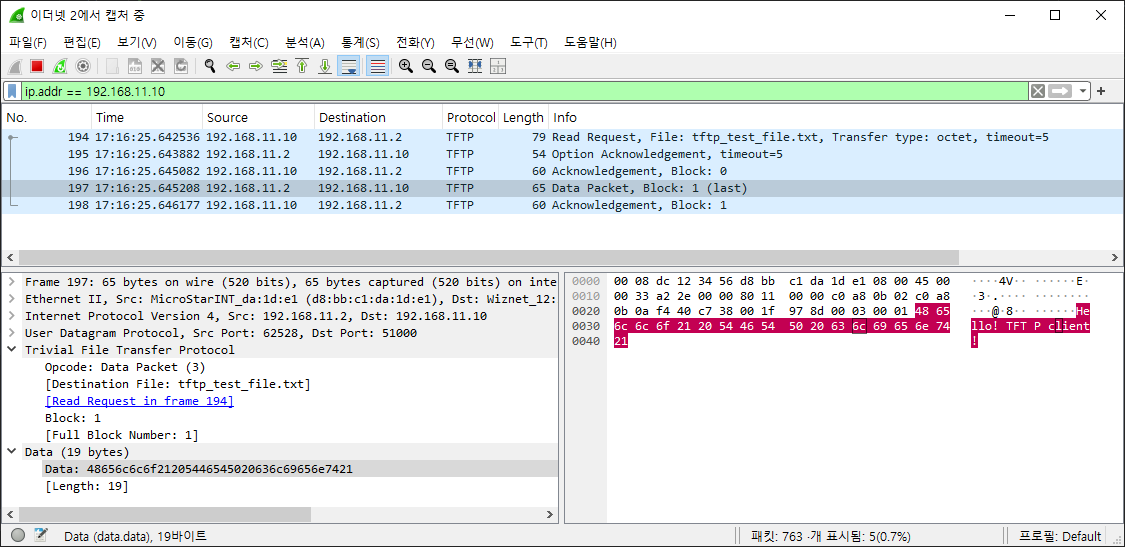 이더넷 2에서 캡처 중
파일(F) 편집(E) 보기(V) 이동(G) 캡처(C) 분석(A) 통계(S) 전화(Y) 무선(W) 도구(T) 도움말(H)
ip.addr == 192.168.11.10
No. Time Source Destination Protocol Length Info
194 17:16:25.642536 192.168.11.10 192.168.11.2 TFTP 79 Read Request, File: tftp_test_file.txt, Transfer type: octet, timeout=5
195 17:16:25.643882 192.168.11.2 192.168.11.10 TFTP 54 Option Acknowledgement, timeout=5
196 17:16:25.645082 192.168.11.10 192.168.11.2 TFTP 60 Acknowledgement, Block: 0
197 17:16:25.645208 192.168.11.2 192.168.11.10 TFTP 65 Data Packet, Block: 1 (last)
198 17:16:25.646177 192.168.11.10 192.168.11.2 TFTP 60 Acknowledgement, Block: 1
Frame 197: 65 bytes on wire (520 bits), 65 bytes captured (520 bits) on inte
Ethernet II, Src: MicroStarINT_da:1d:e1 (d8:bb:c1:da:1d:e1), Dst: Wiznet_12:
Internet Protocol Version 4, Src: 192.168.11.2, Dst: 192.168.11.10
User Datagram Protocol, Src Port: 62528, Dst Port: 51000
Trivial File Transfer Protocol
Opcode: Data Packet (3)
[Destination File: tftp_test_file.txt]
[Read Request in frame 194]
Block: 1
[Full Block Number: 1]
Data (19 bytes)
Data: 48656c6c6f21205446545020636c69656e7421
[Length: 19]
0000 00 08 dc 12 34 56 d8 bb c1 da 1d e1 08 00 45 00 ····4V·· ······E·
0010 00 33 a2 2e 00 00 80 11 00 00 c0 a8 0b 02 c0 a8 ·3·.···· ········
0020 0b 0a f4 40 c7 38 00 1f 97 8d 00 03 00 01 48 65 ···@·8·· ······He
0030 6c 6c 6f 21 20 54 46 54 50 20 63 6c 69 65 6e 74 llo! TFT P client
0040 21 !
Data (data.data), 19바이트 패킷: 763 ·개 표시됨: 5(0.7%) 프로필: Default